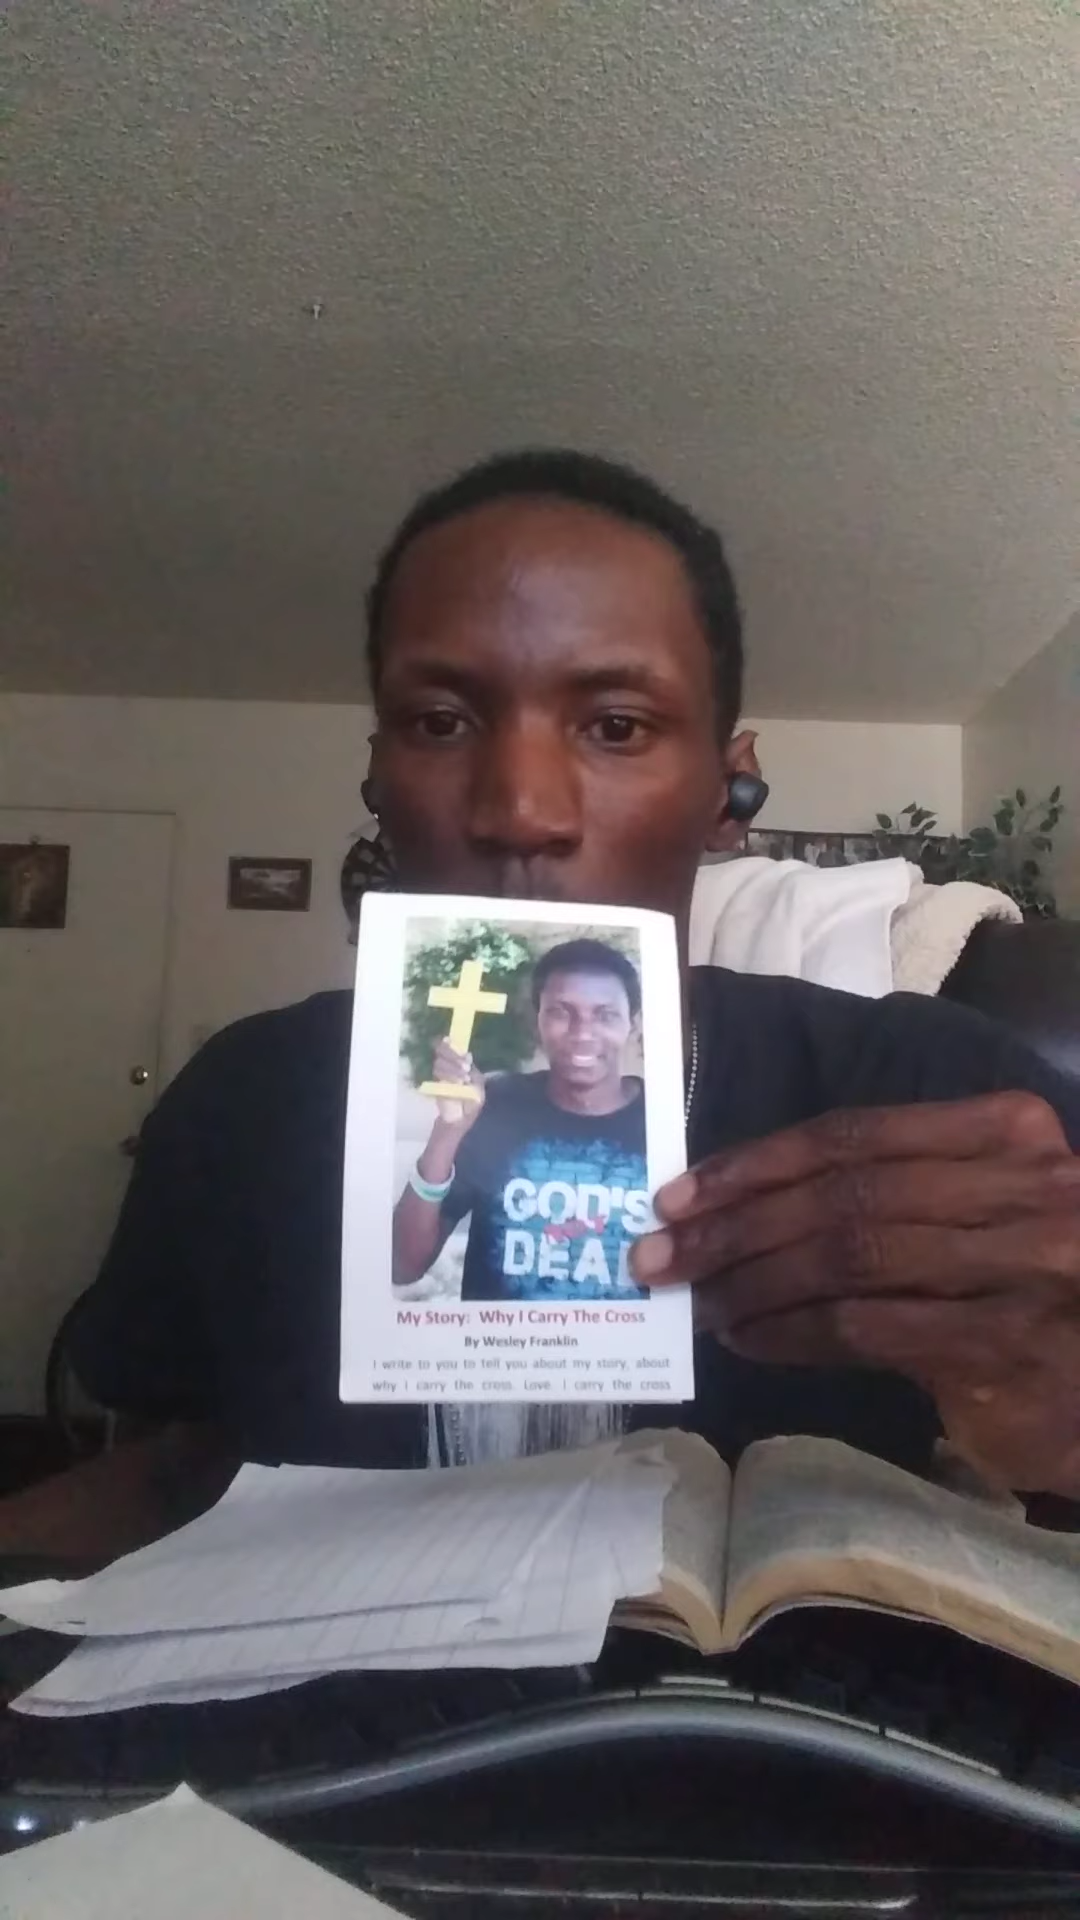 GOD'S
NOT
DEAD
My Story: Why I Carry The Cross
By Wesley Franklin
I write to you to tell you about my story, about
why I carry the cross. Love. I carry the cross